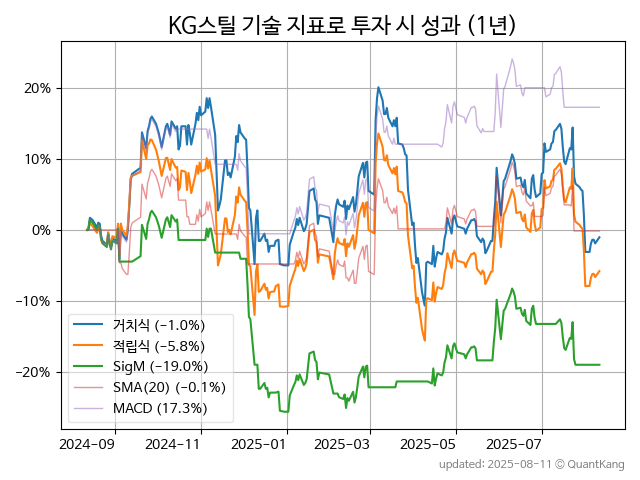 KG스틸 기술 지표로 투자 시 성과 (1년)
20%
10%
0%
−10%
−20%
거치식 (−1.0%)
적립식 (−5.8%)
SigM (−19.0%)
SMA(20) (−0.1%)
MACD (17.3%)
2024-09 2024-11 2025-01 2025-03 2025-05 2025-07
updated: 2025-08-11 © QuantKang